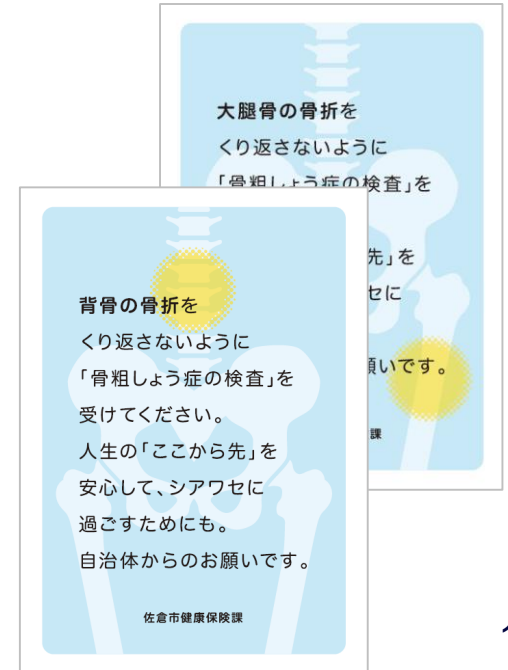 大腿骨の骨折を
くり返さないように
「骨粗しょう症の検査」を
先」を
せに
願いです。
課
背骨の骨折を
くり返さないように
「骨粗しょう症の検査」を
受けてください。
人生の「ここから先」を
安心して、シアワセに
過ごすためにも。
自治体からのお願いです。
佐倉市健康保険課